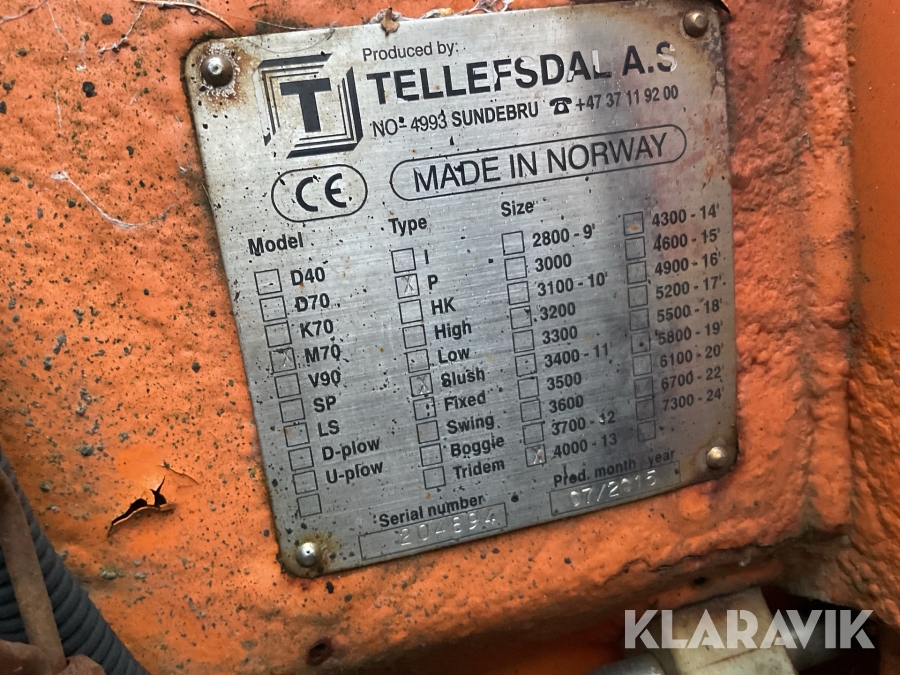 Produced by:
T
TELLEFSDAL A.S
NO-4993 SUNDEBRU ☎ +47 37 11 92 00
CE
MADE IN NORWAY
Model
D40
D70
K70
M70
V90
SP
LS
D-plow
U-plow
Type
I
P
HK
High
Low
Slush
Fixed
Swing
Boggie
Tridem
Size
2800 - 9'
3000
3100 - 10'
3200
3300
3400 - 11
3500
3600
3700 - 12
4000 - 13
4300 - 14'
4600 - 15'
4900 - 16'
5200 - 17'
5500 - 18'
5800 - 19'
6100 - 20'
6700 - 22'
7300 - 24'
Serial number
204894
Prod. month / year
07/2015
KLARAVIK